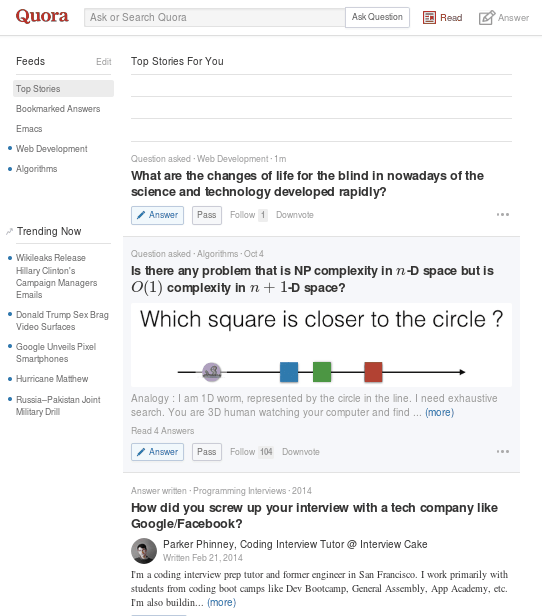 Quora
Ask or Search Quora
Ask Question
Read
Answer
Feeds
Edit
Top Stories
Bookmarked Answers
Emacs
Web Development
Algorithms
Trending Now
Wikileaks Release
Hillary Clinton's
Campaign Managers
Emails
Donald Trump Sex Brag
Video Surfaces
Google Unveils Pixel
Smartphones
Hurricane Matthew
Russia–Pakistan Joint
Military Drill
Top Stories For You
Question asked · Web Development · 1m
What are the changes of life for the blind in nowadays of the
science and technology developed rapidly?
Answer Pass Follow 1 Downvote
Question asked · Algorithms · Oct 4
Is there any problem that is NP complexity in n-D space but is
O(1) complexity in n + 1-D space?
Which square is closer to the circle ?
Analogy : I am 1D worm, represented by the circle in the line. I need exhaustive
search. You are 3D human watching your computer and find ... (more)
Read 4 Answers
Answer Pass Follow 104 Downvote
Answer written · Programming Interviews · 2014
How did you screw up your interview with a tech company like
Google/Facebook?
Parker Phinney, Coding Interview Tutor @ Interview Cake
Written Feb 21, 2014
I'm a coding interview prep tutor and former engineer in San Francisco. I work primarily with
students from coding boot camps like Dev Bootcamp, General Assembly, App Academy, etc.
I'm also buildin... (more)